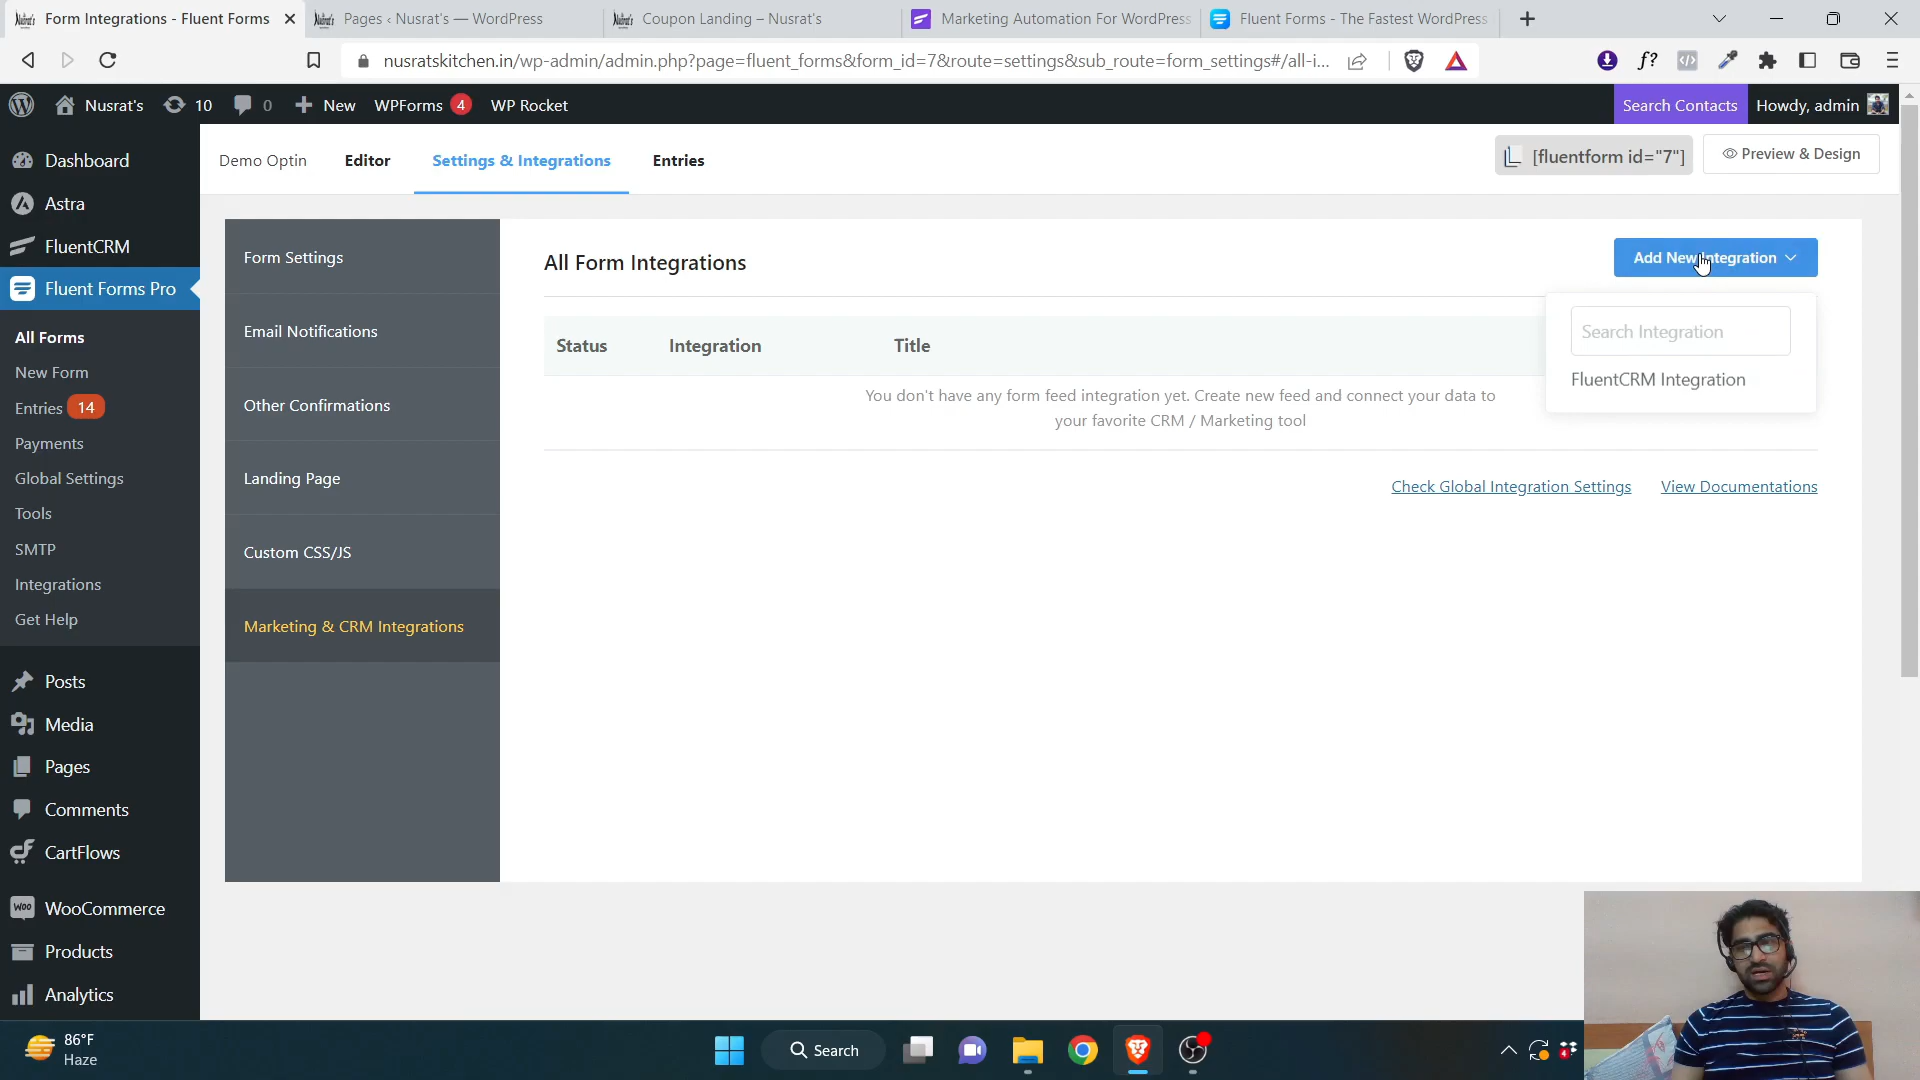 Form Integrations - Fluent Forms
Pages ‹ Nusrat's — WordPress
Coupon Landing – Nusrat's
Marketing Automation For WordPress
Fluent Forms - The Fastest WordPress
nusratskitchen.in/wp-admin/admin.php?page=fluent_forms&form_id=7&route=settings&sub_route=form_settings#/all-i...
f?
Nusrat's
10
0
New
WPForms 4
WP Rocket
Search Contacts
Howdy, admin
Dashboard
Astra
FluentCRM
Fluent Forms Pro
All Forms
New Form
Entries 14
Payments
Global Settings
Tools
SMTP
Integrations
Get Help
Posts
Media
Pages
Comments
CartFlows
WooCommerce
Products
Analytics
Demo Optin
Editor
Settings & Integrations
Entries
[fluentform id="7"]
Preview & Design
Form Settings
Email Notifications
Other Confirmations
Landing Page
Custom CSS/JS
Marketing & CRM Integrations
All Form Integrations
Add New Integration
Search Integration
FluentCRM Integration
Status
Integration
Title
You don't have any form feed integration yet. Create new feed and connect your data to
your favorite CRM / Marketing tool
Check Global Integration Settings
View Documentations
86°F
Haze
Search
4